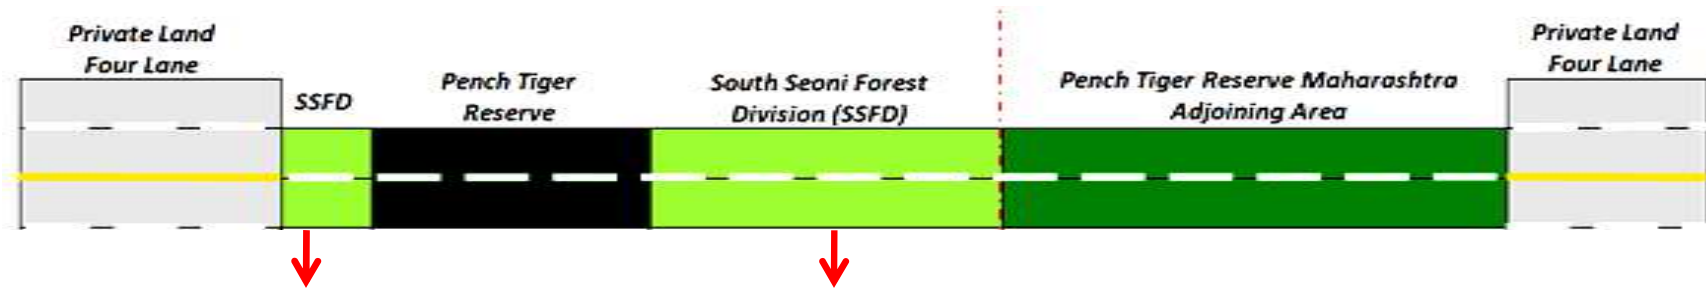 Private Land
Four Lane
SSFD
Pench Tiger
Reserve
South Seoni Forest
Division (SSFD)
Pench Tiger Reserve Maharashtra
Adjoining Area
Private Land
Four Lane